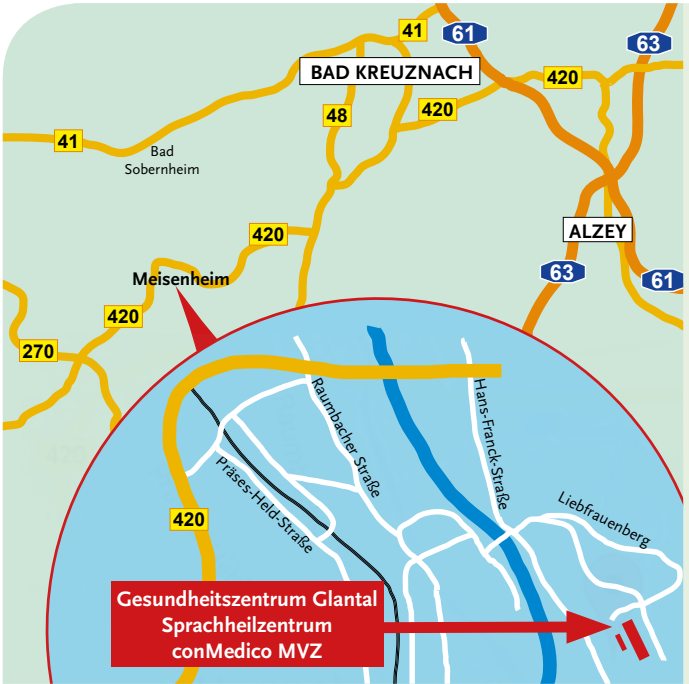 41
61
63
BAD KREUZNACH
420
48
420
41
Bad
Sobernheim
420
ALZEY
Meisenheim
63
61
420
270
Raumbacher Straße
Hans-Franck-Straße
Präses-Held-Straße
Liebfrauenberg
420
Gesundheitszentrum Glantal
Sprachheilzentrum
conMedico MVZ